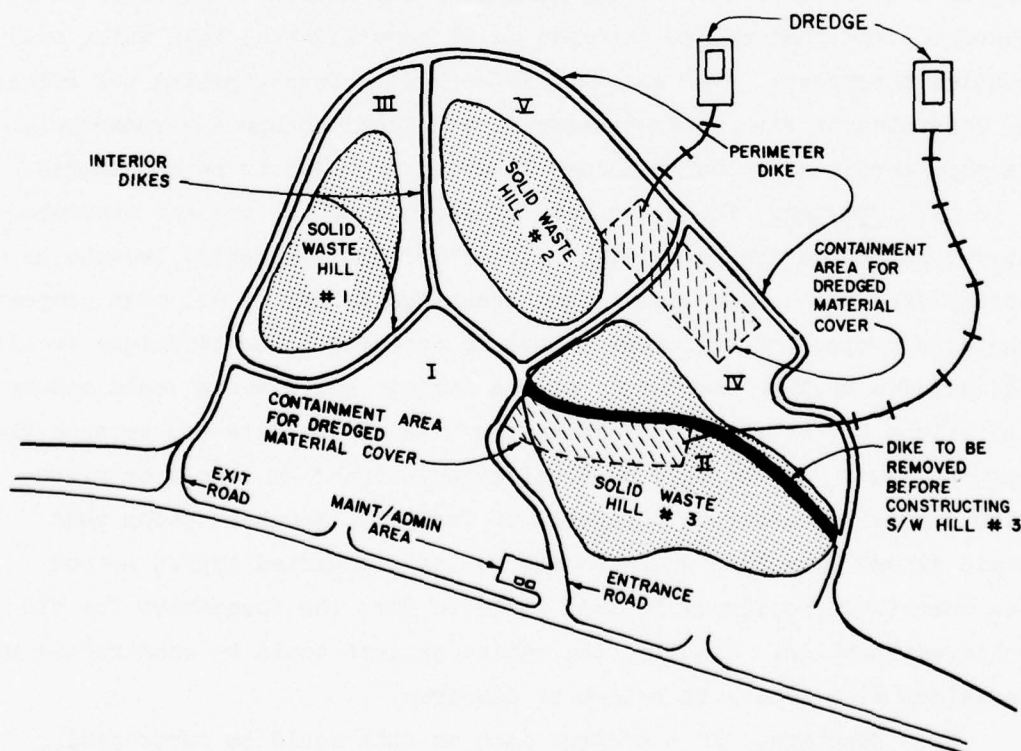 DREDGE
III
V
INTERIOR
DIKES
PERIMETER
DIKE
SOLID WASTE
HILL
# 2
SOLID
WASTE
HILL
# 1
CONTAINMENT
AREA FOR
DREDGED
MATERIAL
COVER
I
IV
CONTAINMENT AREA
FOR DREDGED
MATERIAL COVER
II
DIKE TO BE
REMOVED
BEFORE
CONSTRUCTING
S/W HILL # 3
EXIT
ROAD
SOLID WASTE
HILL # 3
MAINT/ADMIN
AREA
ENTRANCE
ROAD